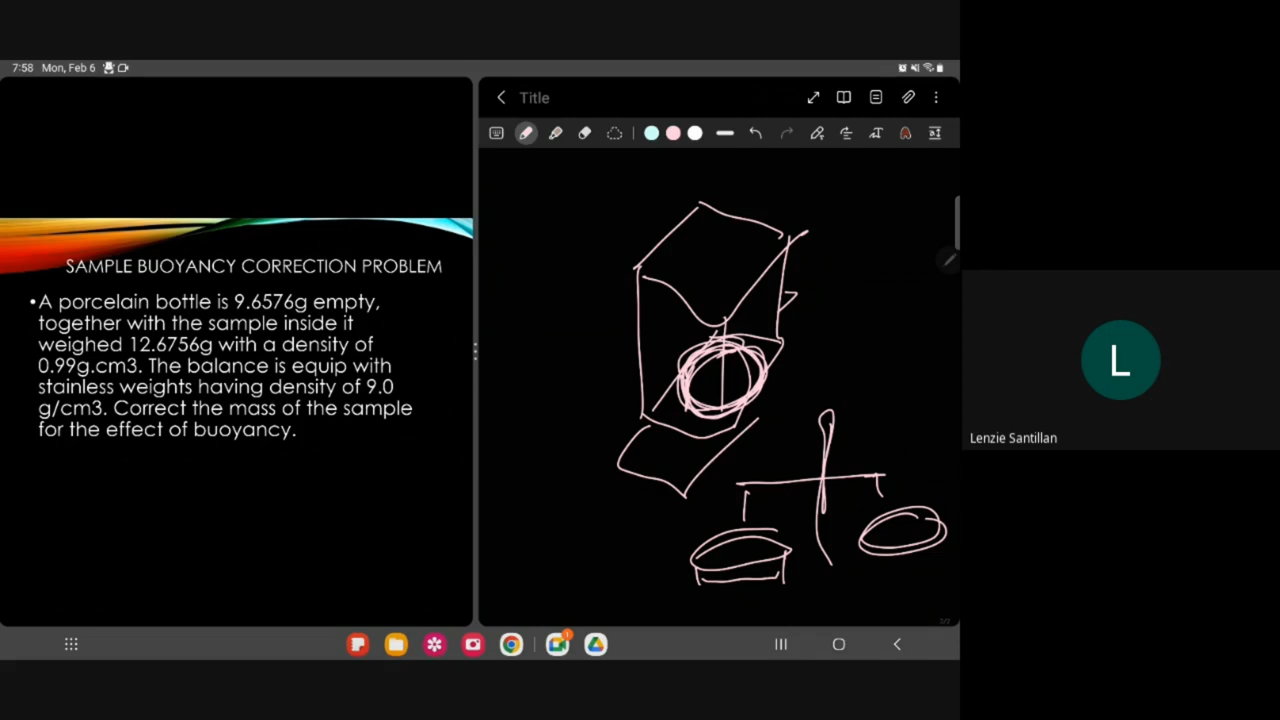 7:58 Mon, Feb 6
Title
SAMPLE BUOYANCY CORRECTION PROBLEM
•A porcelain bottle is 9.6576g empty,
together with the sample inside it
weighed 12.6756g with a density of
0.99g.cm3. The balance is equip with
stainless weights having density of 9.0
g/cm3. Correct the mass of the sample
for the effect of buoyancy.
L
Lenzie Santillan